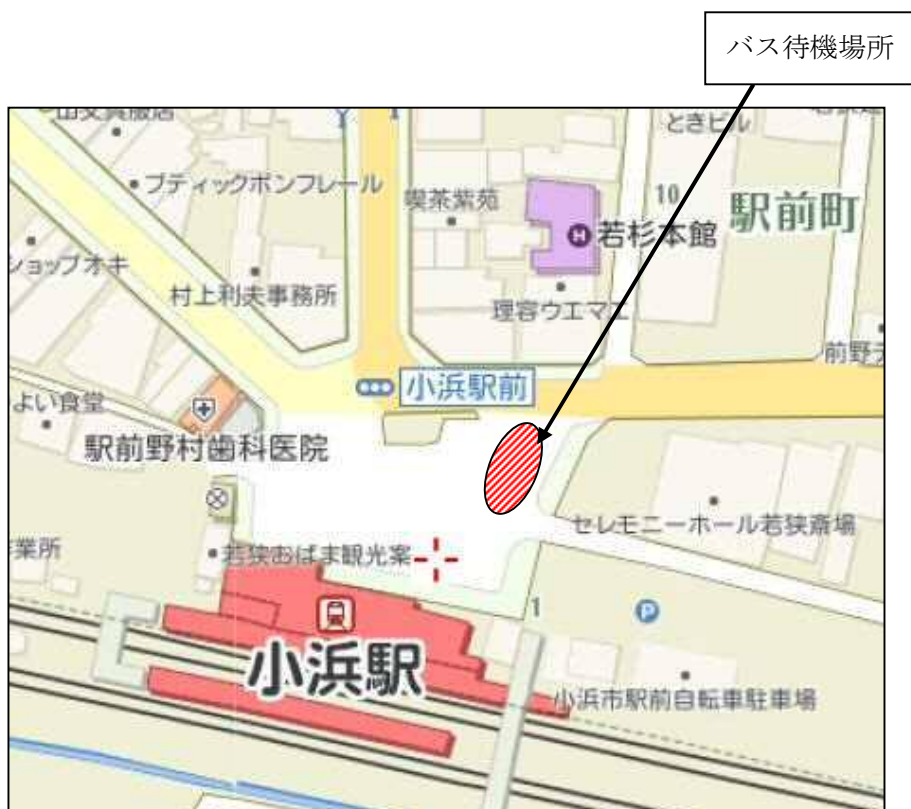 バス待機場所
ときビル
ブティックボンフレール
喫茶紫苑
10
駅前町
若杉本館
ショップオキ
村上利夫事務所
理容ウエマエ
前野
小浜駅前
よい食堂
駅前野村歯科医院
セレモニーホール若狭斎場
業所
若狭おばま観光案
1
P
小浜駅
小浜市駅前自転車駐車場